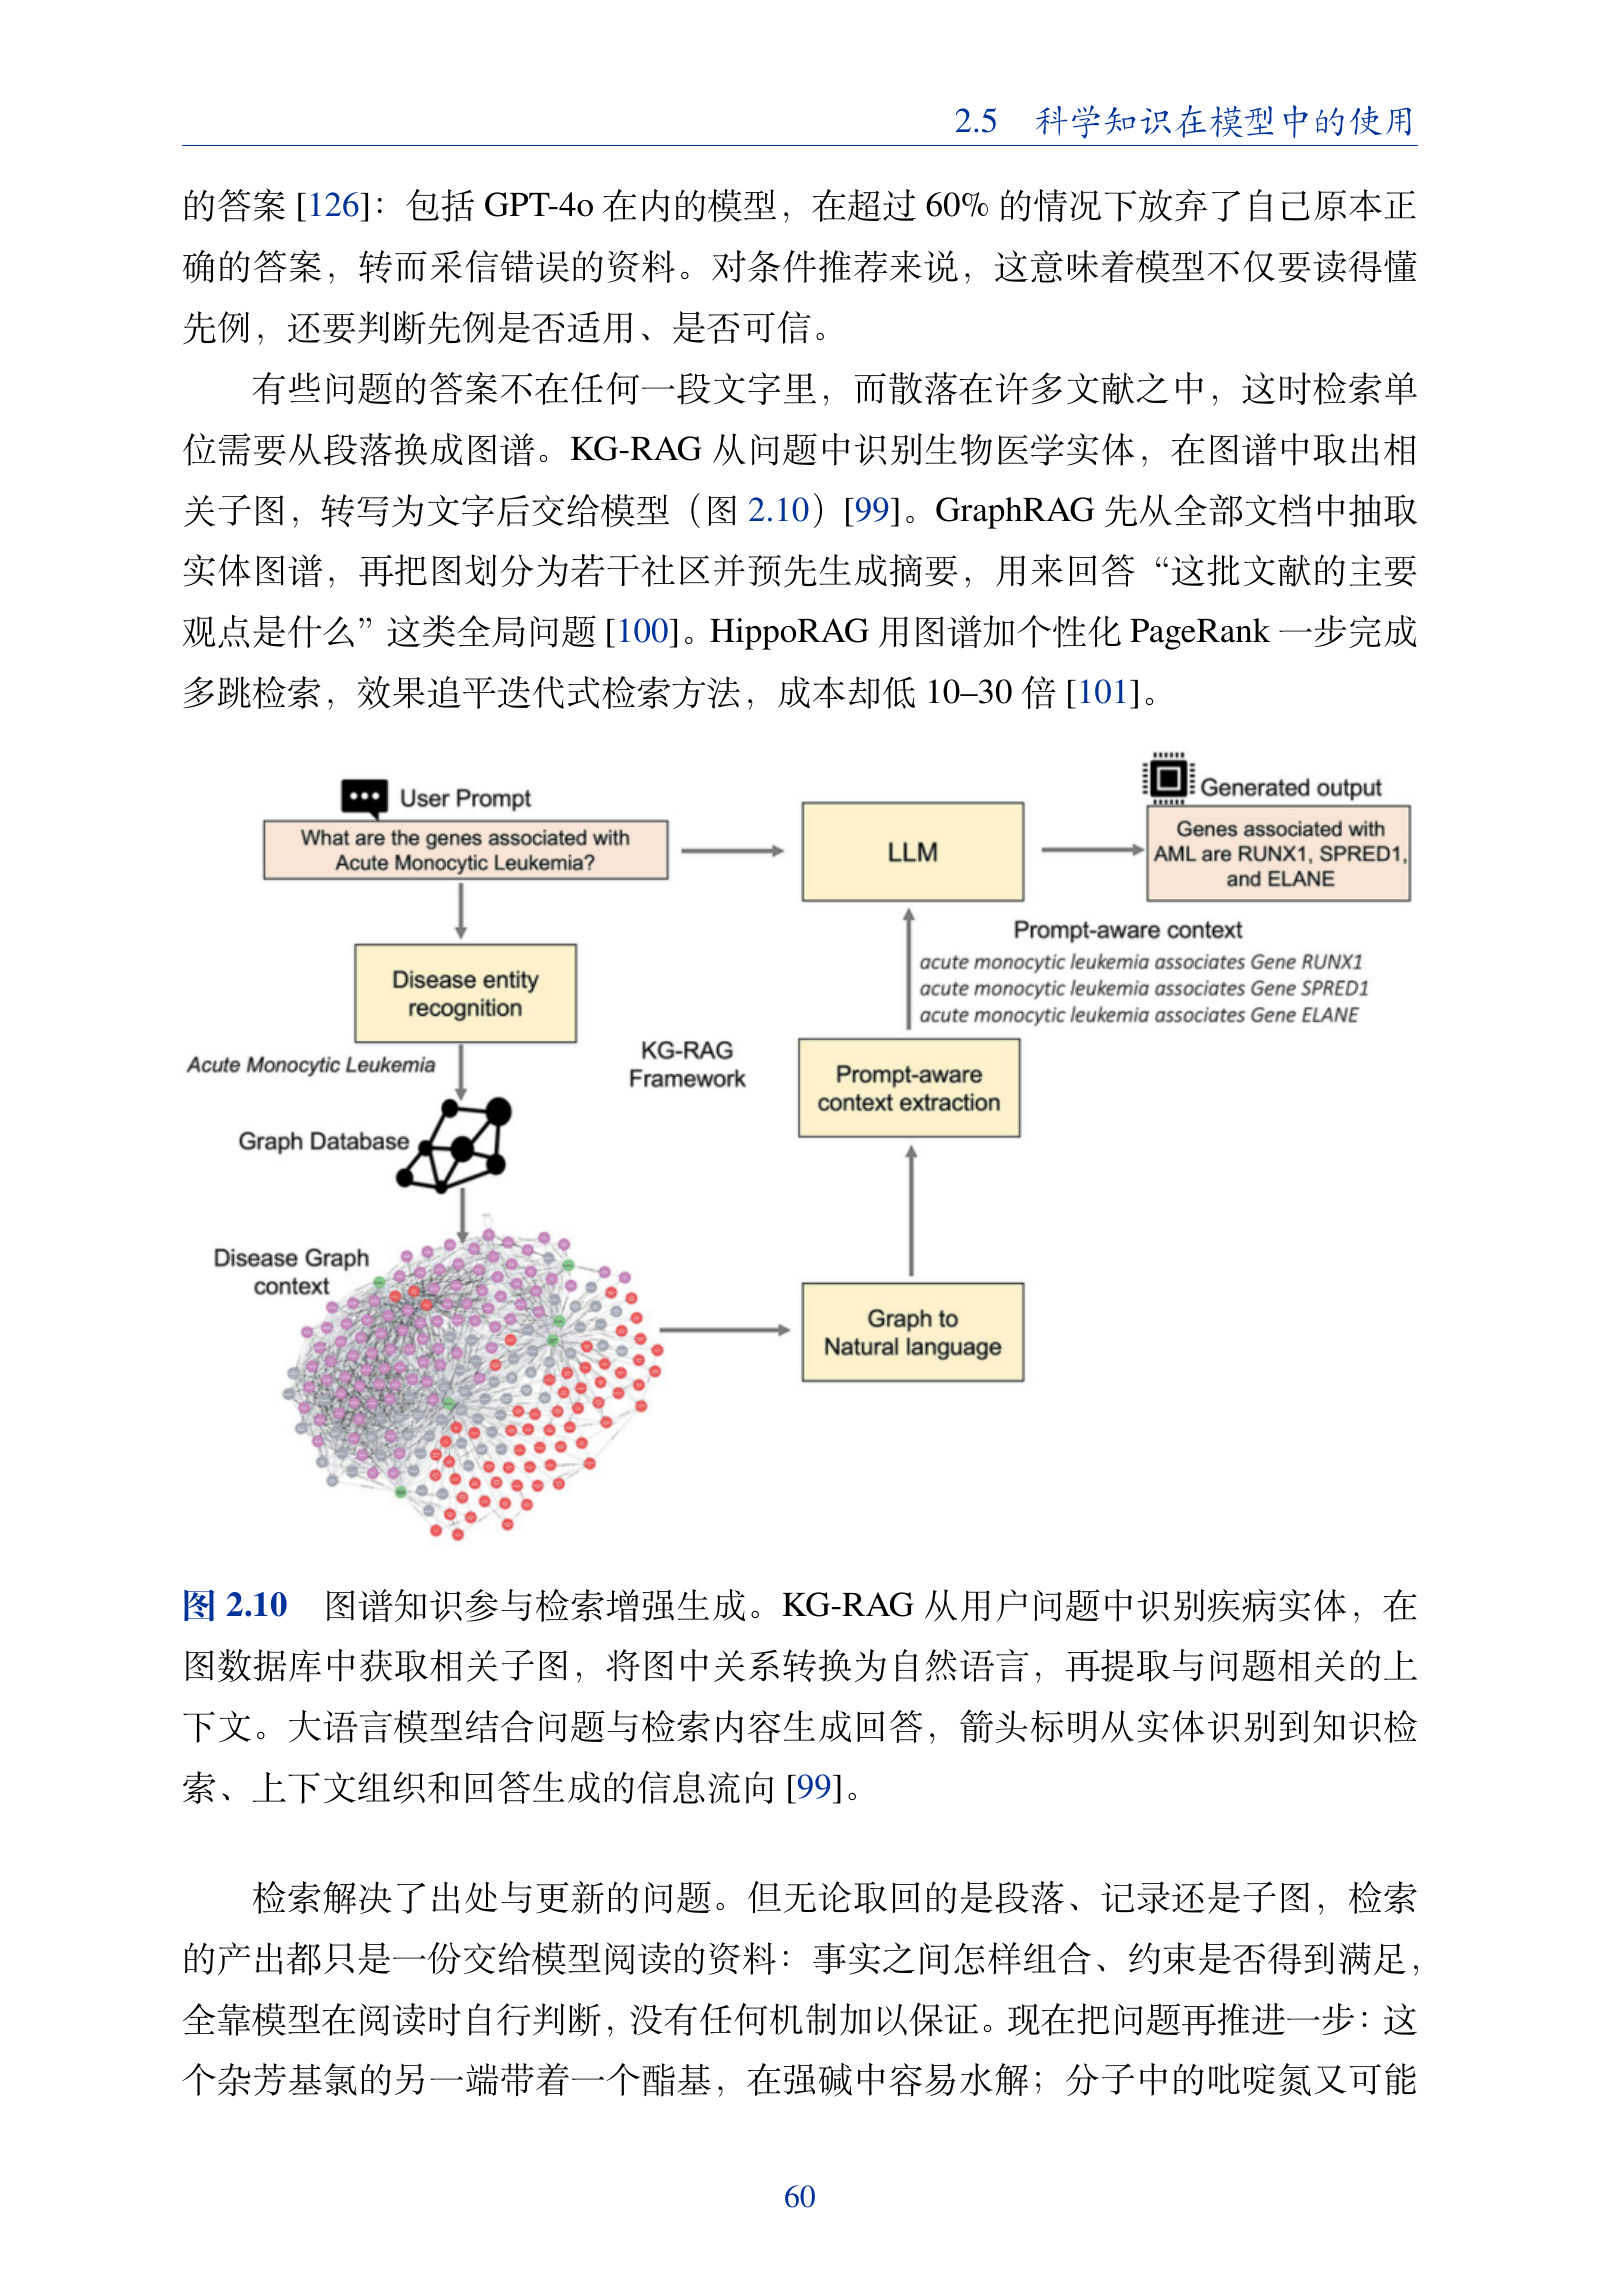 2.5 科学知识在模型中的使用
的答案 [126]：包括 GPT-4o 在内的模型，在超过 60% 的情况下放弃了自己原本正
确的答案，转而采信错误的资料。对条件推荐来说，这意味着模型不仅要读得懂
先例，还要判断先例是否适用、是否可信。
有些问题的答案不在任何一段文字里，而散落在许多文献之中，这时检索单
位需要从段落换成图谱。KG-RAG 从问题中识别生物医学实体，在图谱中取出相
关子图，转写为文字后交给模型（图 2.10）[99]。GraphRAG 先从全部文档中抽取
实体图谱，再把图划分为若干社区并预先生成摘要，用来回答“这批文献的主要
观点是什么”这类全局问题 [100]。HippoRAG 用图谱加个性化 PageRank 一步完成
多跳检索，效果追平迭代式检索方法，成本却低 10–30 倍 [101]。
User Prompt
What are the genes associated with
Acute Monocytic Leukemia?
LLM
Generated output
Genes associated with
AML are RUNX1, SPRED1,
and ELANE
Prompt-aware context
acute monocytic leukemia associates Gene RUNX1
acute monocytic leukemia associates Gene SPRED1
acute monocytic leukemia associates Gene ELANE
Disease entity
recognition
Acute Monocytic Leukemia
KG-RAG
Framework
Prompt-aware
context extraction
Graph Database
Disease Graph
context
Graph to
Natural language
图 2.10 图谱知识参与检索增强生成。KG-RAG 从用户问题中识别疾病实体，在
图数据库中获取相关子图，将图中关系转换为自然语言，再提取与问题相关的上
下文。大语言模型结合问题与检索内容生成回答，箭头标明从实体识别到知识检
索、上下文组织和回答生成的信息流向 [99]。
检索解决了出处与更新的问题。但无论取回的是段落、记录还是子图，检索
的产出都只是一份交给模型阅读的资料：事实之间怎样组合、约束是否得到满足，
全靠模型在阅读时自行判断，没有任何机制加以保证。现在把问题再推进一步：这
个杂芳基氯的另一端带着一个酯基，在强碱中容易水解；分子中的吡啶氮又可能
60